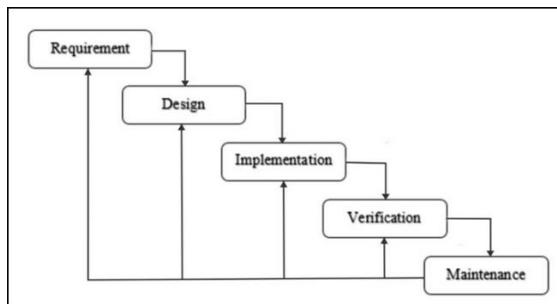 Requirement
Design
Implementation
Verification
Maintenance